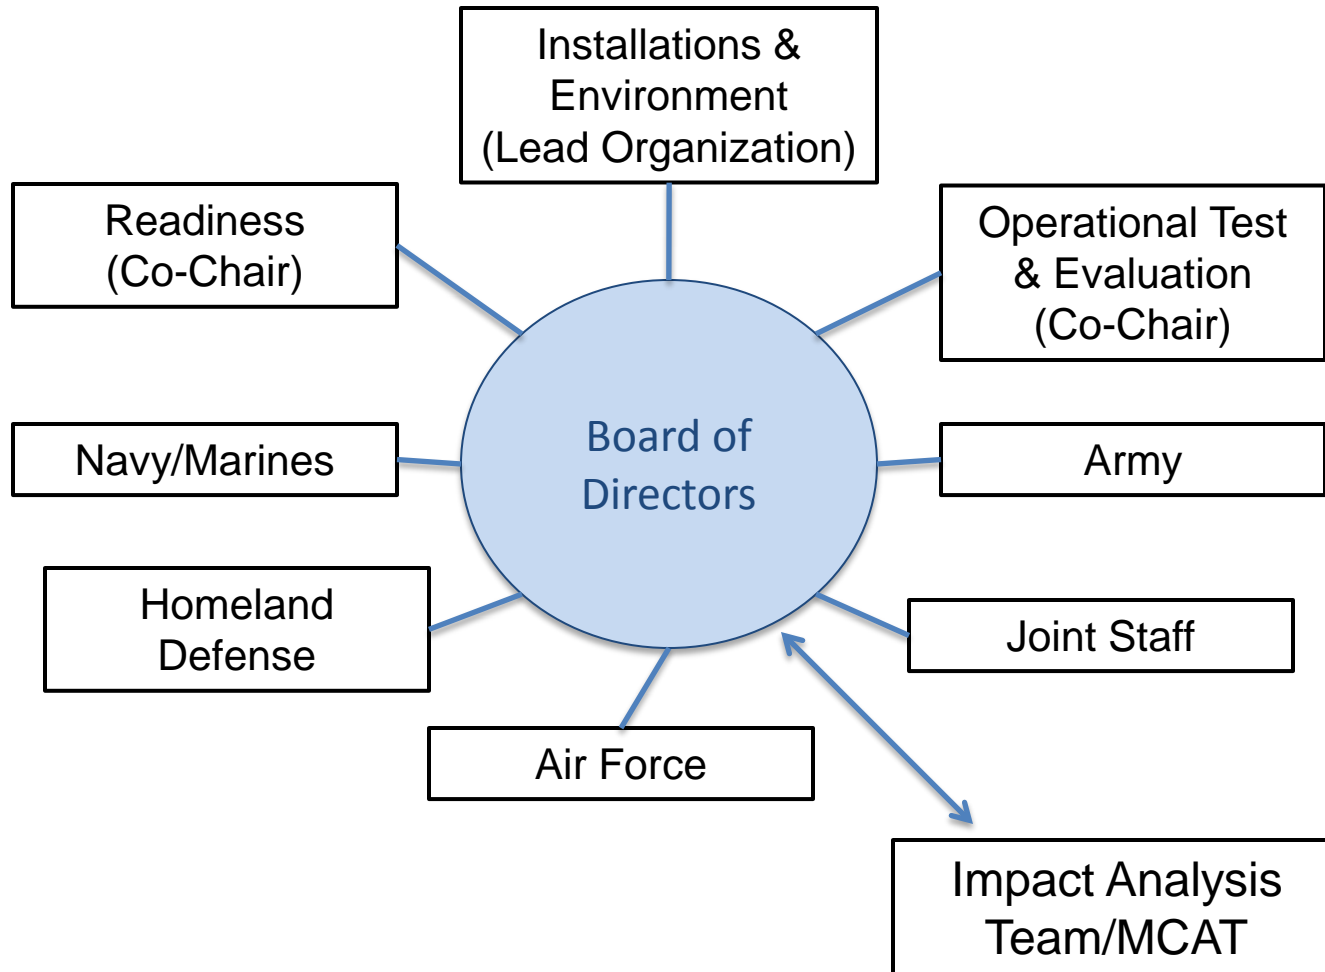 Installations &
Environment
(Lead Organization)
Readiness
(Co-Chair)
Operational Test
& Evaluation
(Co-Chair)
Board of
Directors
Navy/Marines
Army
Homeland
Defense
Joint Staff
Air Force
Impact Analysis
Team/MCAT